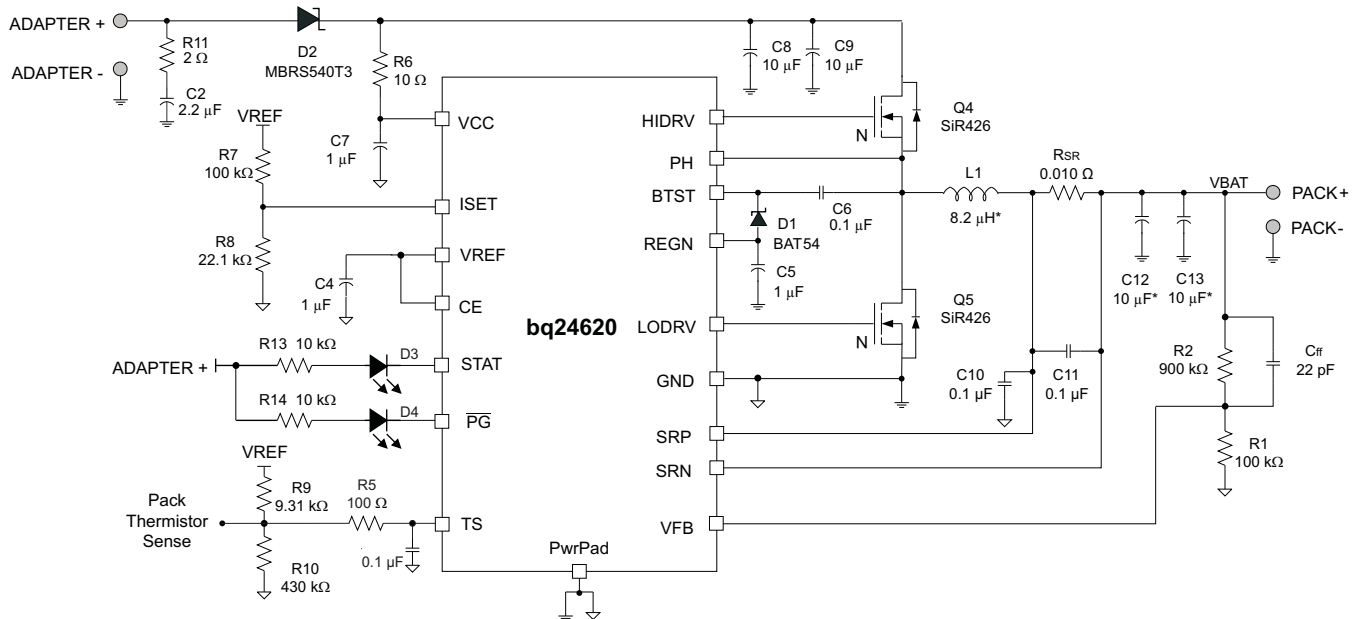 ADAPTER +
R11
2 Ω
ADAPTER -
C2
2.2 μF
D2
MBRS540T3
R6
10 Ω
C8
10 μF
C9
10 μF
VREF
R7
100 kΩ
C7
1 μF
R8
22.1 kΩ
C4
1 μF
VCC
ISET
VREF
CE
STAT
PG
TS
bq24620
PwrPad
HIDRV
PH
BTST
REGN
LODRV
GND
SRP
SRN
VFB
Q4
SiR426
N
C6
0.1 μF
D1
BAT54
C5
1 μF
L1
8.2 μH*
RSR
0.010 Ω
VBAT
PACK+
PACK-
C12
10 μF*
C13
10 μF*
Q5
SiR426
N
C10
0.1 μF
C11
0.1 μF
R2
900 kΩ
Cff
22 pF
R1
100 kΩ
ADAPTER +
R13 10 kΩ
D3
R14 10 kΩ
D4
VREF
R9
9.31 kΩ
R5
100 Ω
Pack
Thermistor
Sense
R10
430 kΩ
0.1 μF